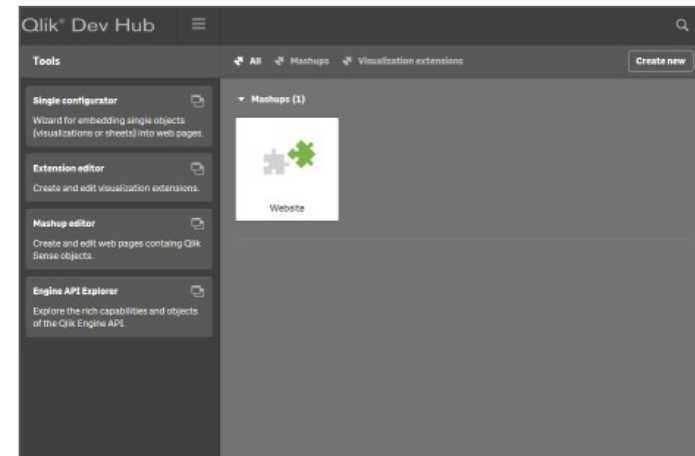 Qlik® Dev Hub
Tools
All Mashups Visualization extensions Create new
Single configurator
Wizard for embedding single objects
(visualizations or sheets) into web pages.
Extension editor
Create and edit visualization extensions.
Mashup editor
Create and edit web pages containg Qlik
Sense objects.
Engine API Explorer
Explore the rich capabilities and objects
of the Qlik Engine API.
Mashups (1)
Website